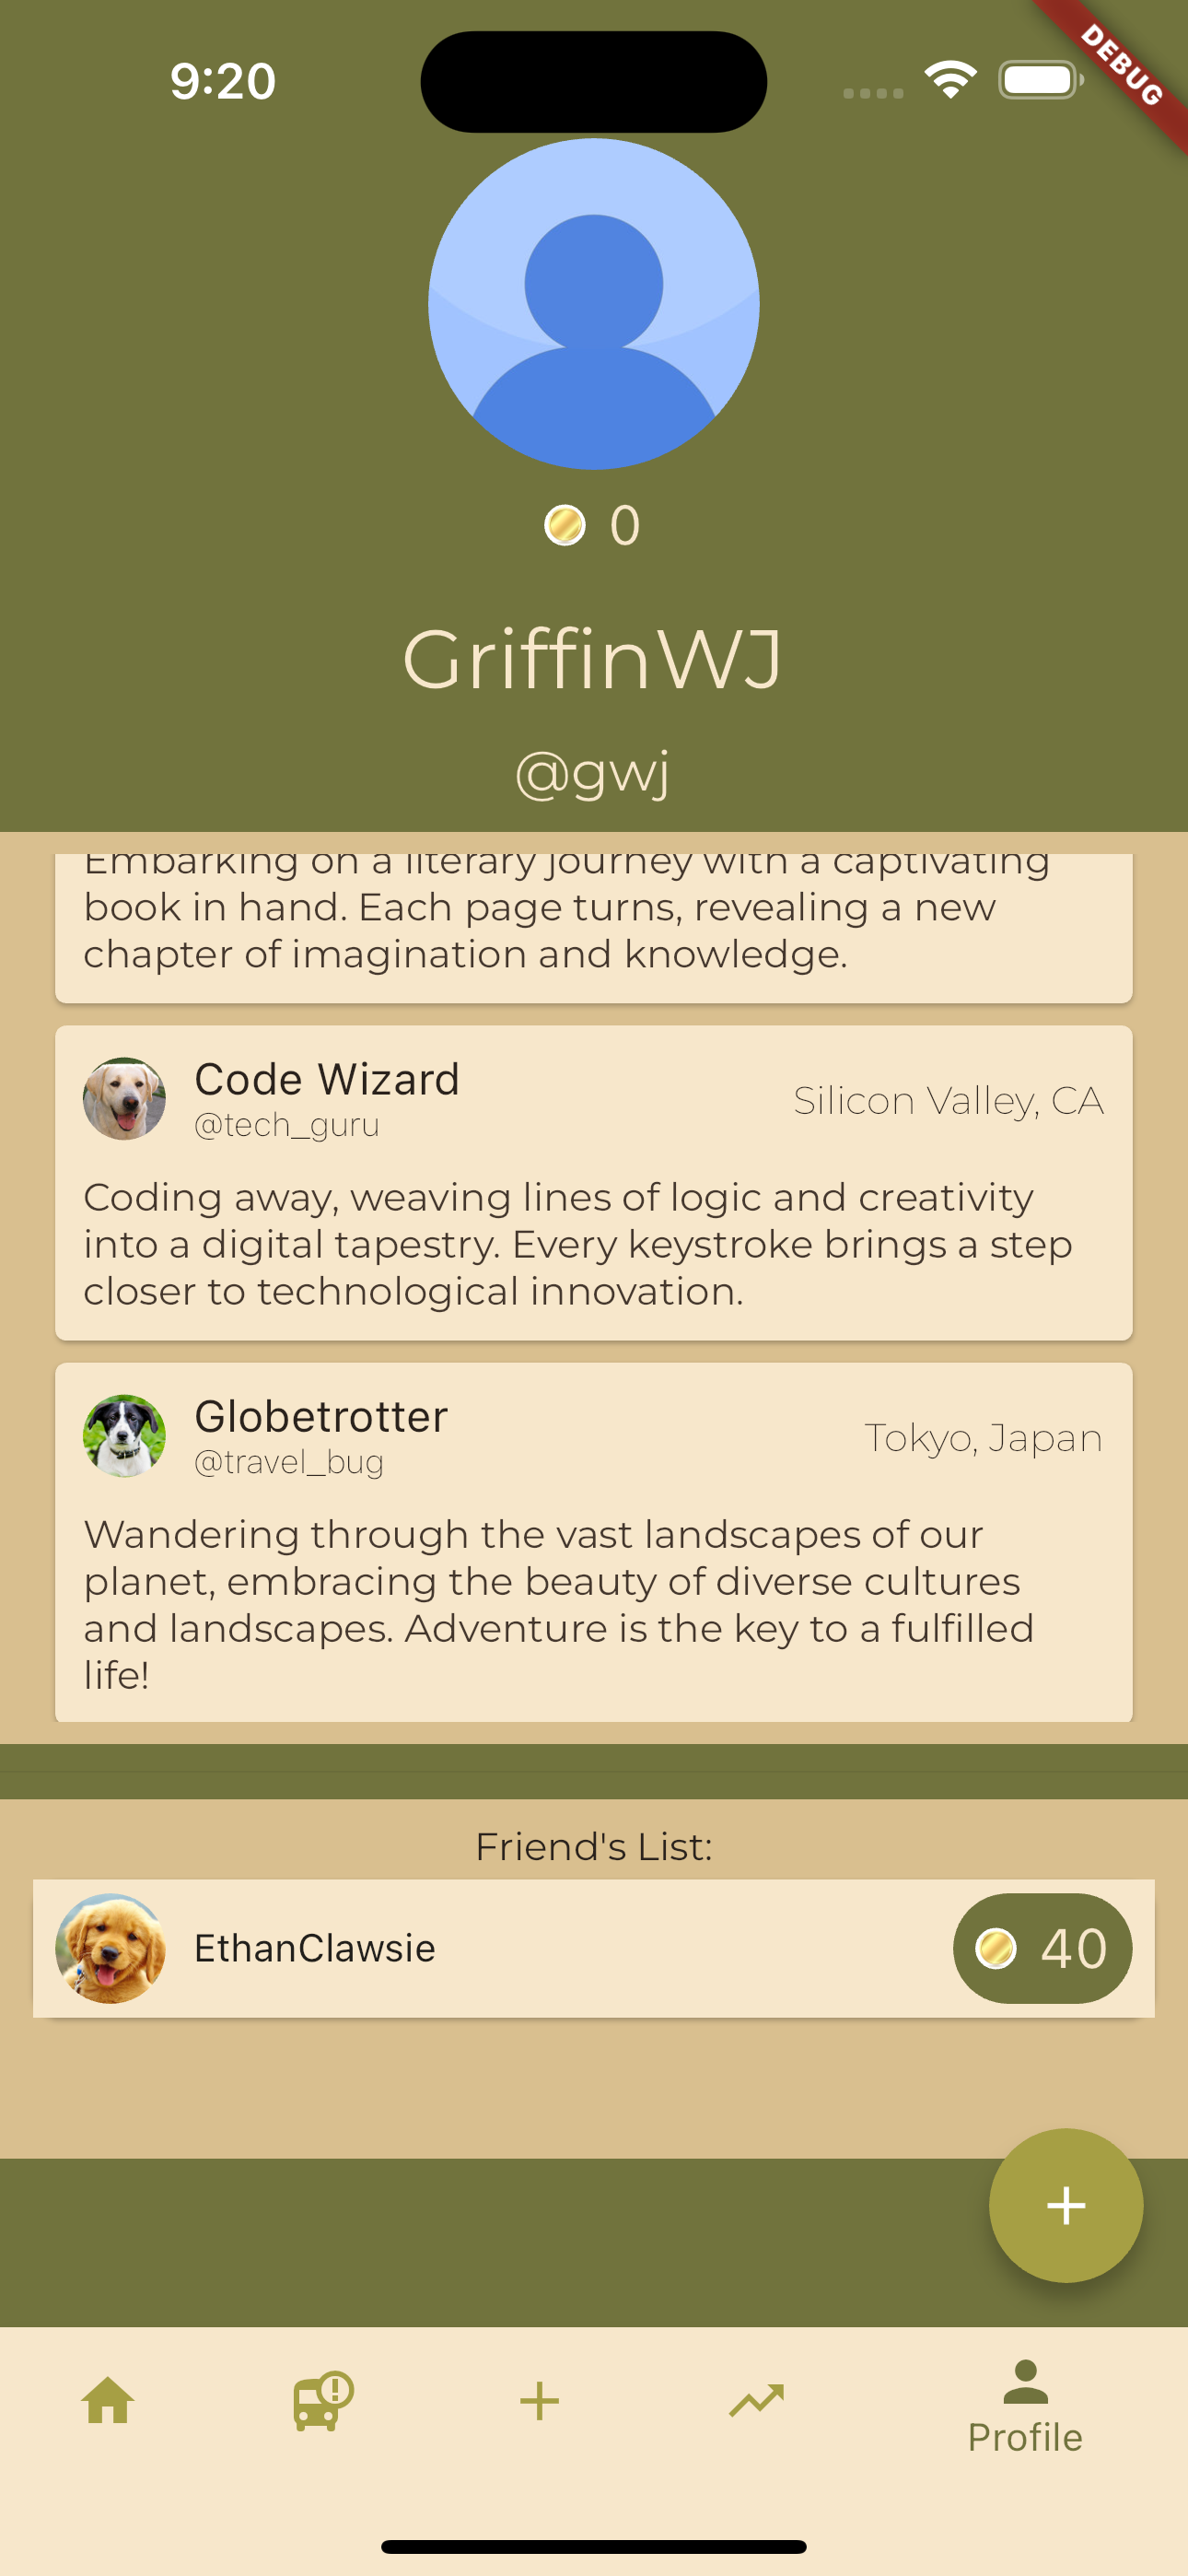 9:20
DEBUG
0
GriffinWJ
@gwj
Embarking on a literary journey with a captivating
book in hand. Each page turns, revealing a new
chapter of imagination and knowledge.
Code Wizard
@tech_guru
Silicon Valley, CA
Coding away, weaving lines of logic and creativity
into a digital tapestry. Every keystroke brings a step
closer to technological innovation.
Globetrotter
@travel_bug
Tokyo, Japan
Wandering through the vast landscapes of our
planet, embracing the beauty of diverse cultures
and landscapes. Adventure is the key to a fulfilled
life!
Friend's List:
EthanClawsie
40
Profile